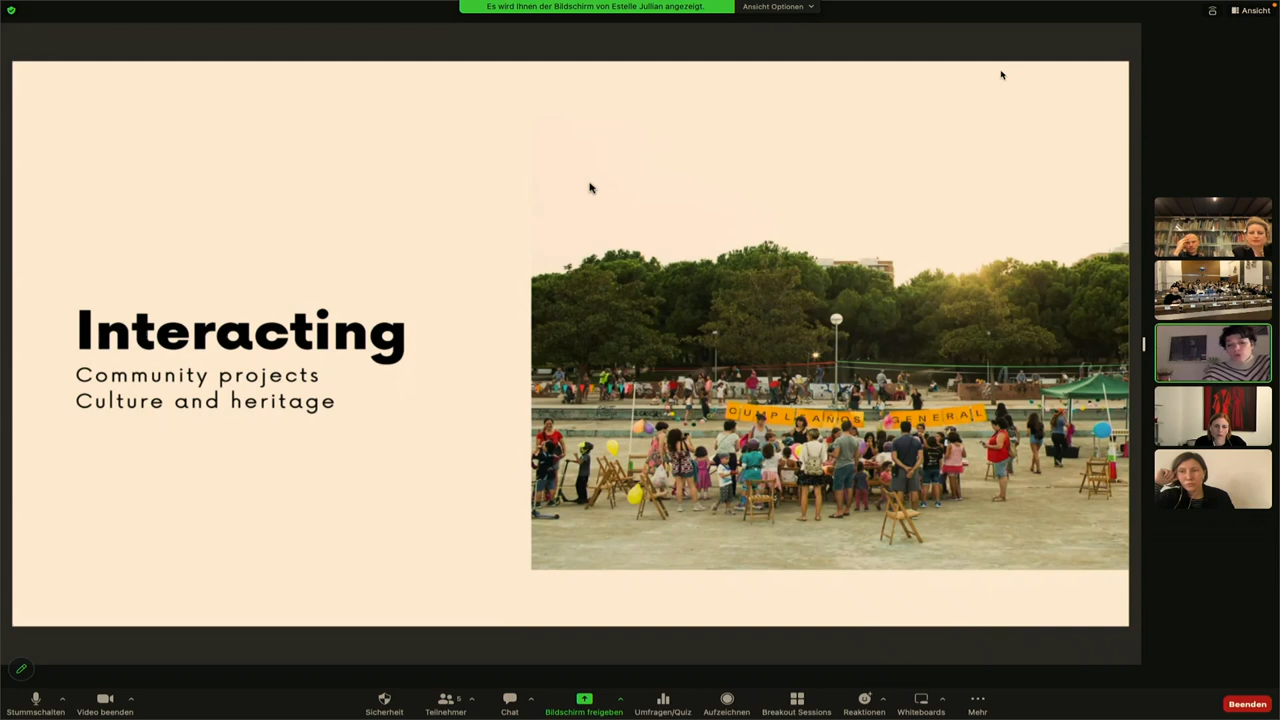 Es wird Ihnen der Bildschirm von Estelle Jullian angezeigt.
Ansicht Optionen
Ansicht
Interacting
Community projects
Culture and heritage
CUMPLEAÑOS GENERAL
Stummschalten
Video beenden
Sicherheit
Teilnehmer
5
Chat
Bildschirm freigeben
Umfragen/Quiz
Aufzeichnen
Breakout Sessions
Reaktionen
Whiteboards
Mehr
Beenden